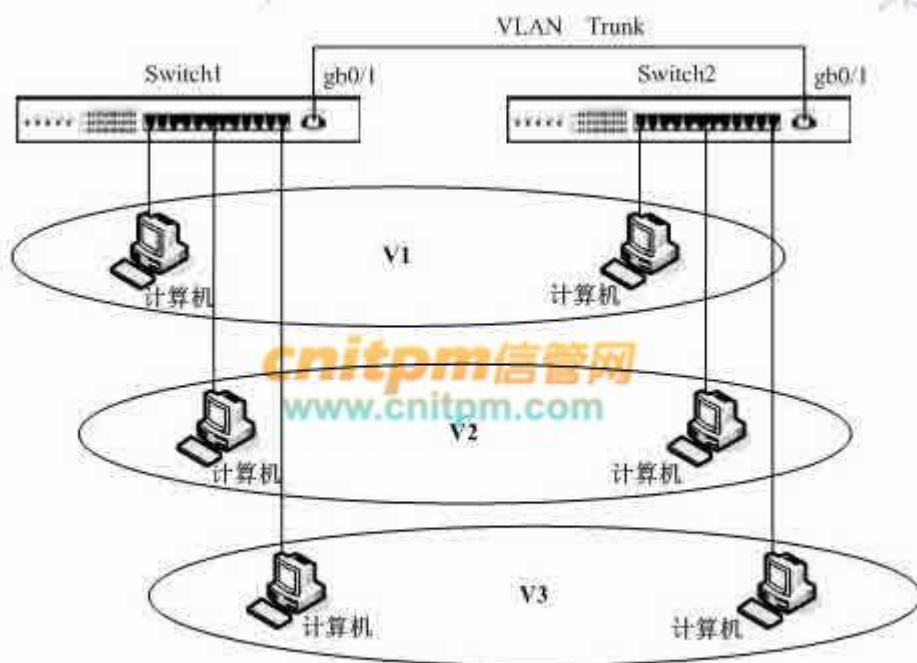 VLAN Trunk
Switch1
gb0/1
Switch2
gb0/1
V1
计算机
计算机
cnitpm信管网
www.cnitpm.com
V2
计算机
计算机
V3
计算机
计算机